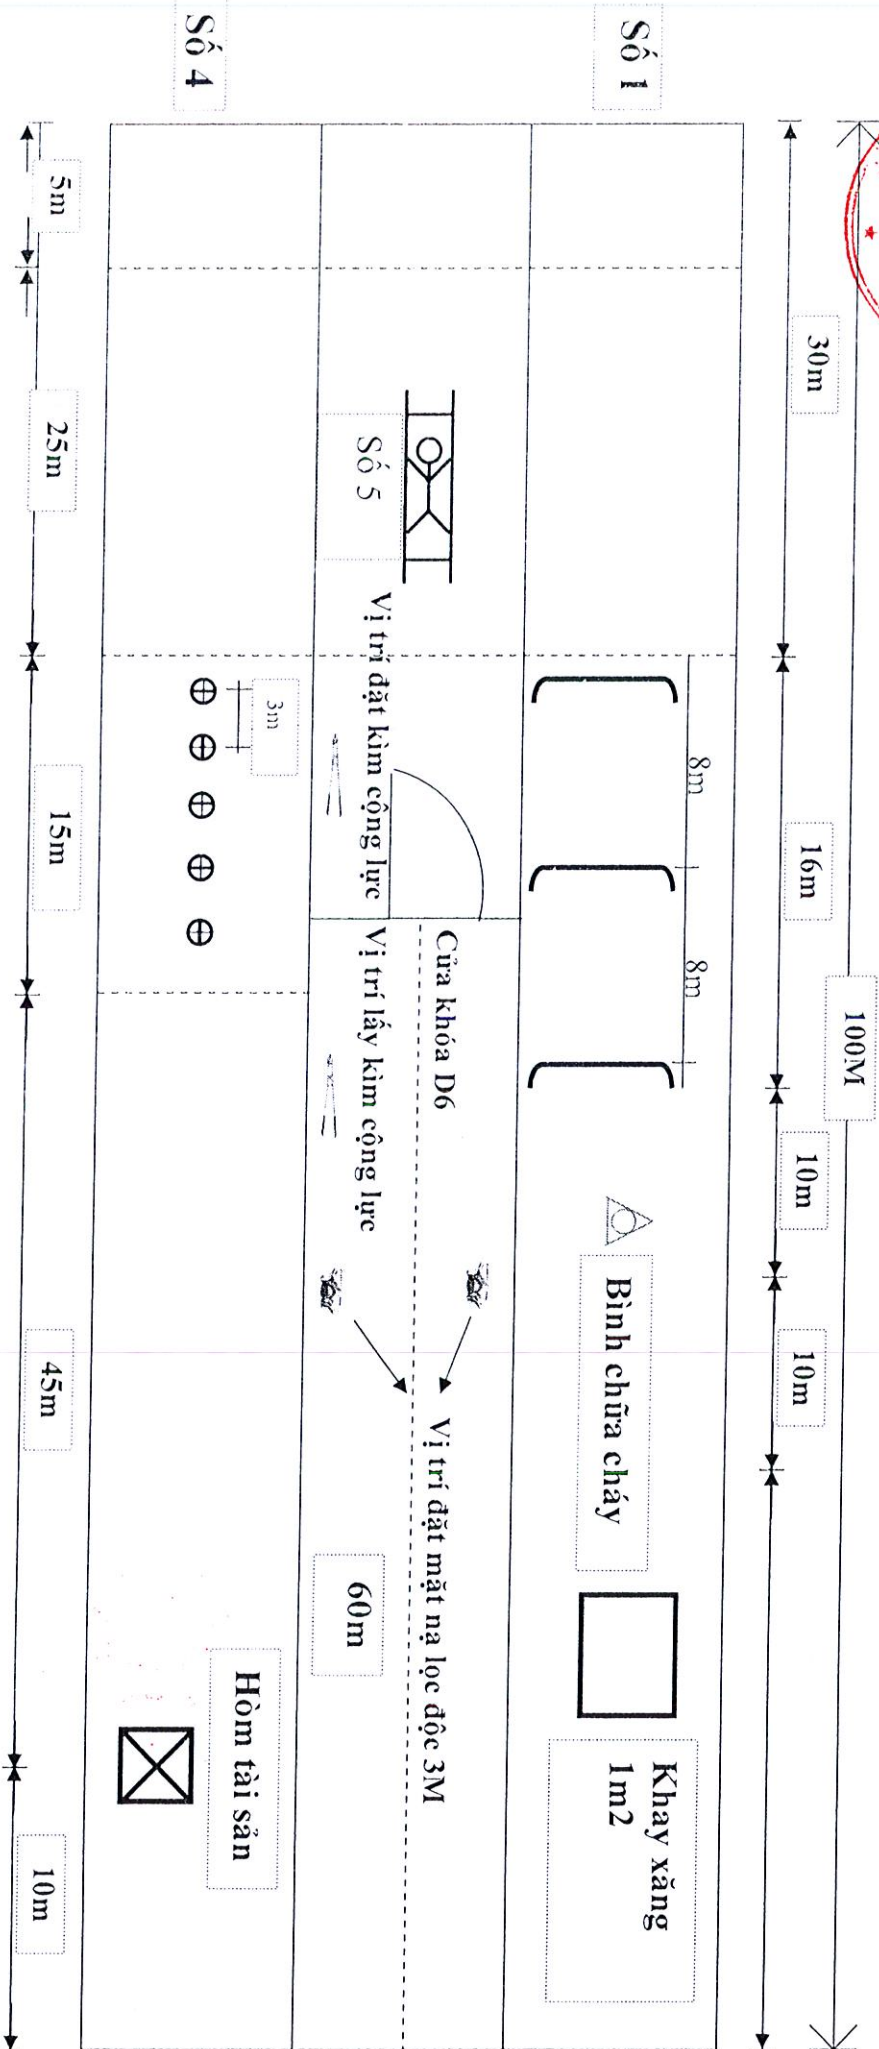 100M
30m
16m
10m
10m
8m
8m
Số 1
Bình chữa cháy
Khay xăng
1m2
Cửa khóa D6
Số 5
Vị trí đặt kìm cộng lực
Vị trí lấy kìm cộng lực
Vị trí đặt mặt nạ lọc độc 3M
60m
3m
Số 4
Hòm tài sản
5m
25m
15m
45m
10m